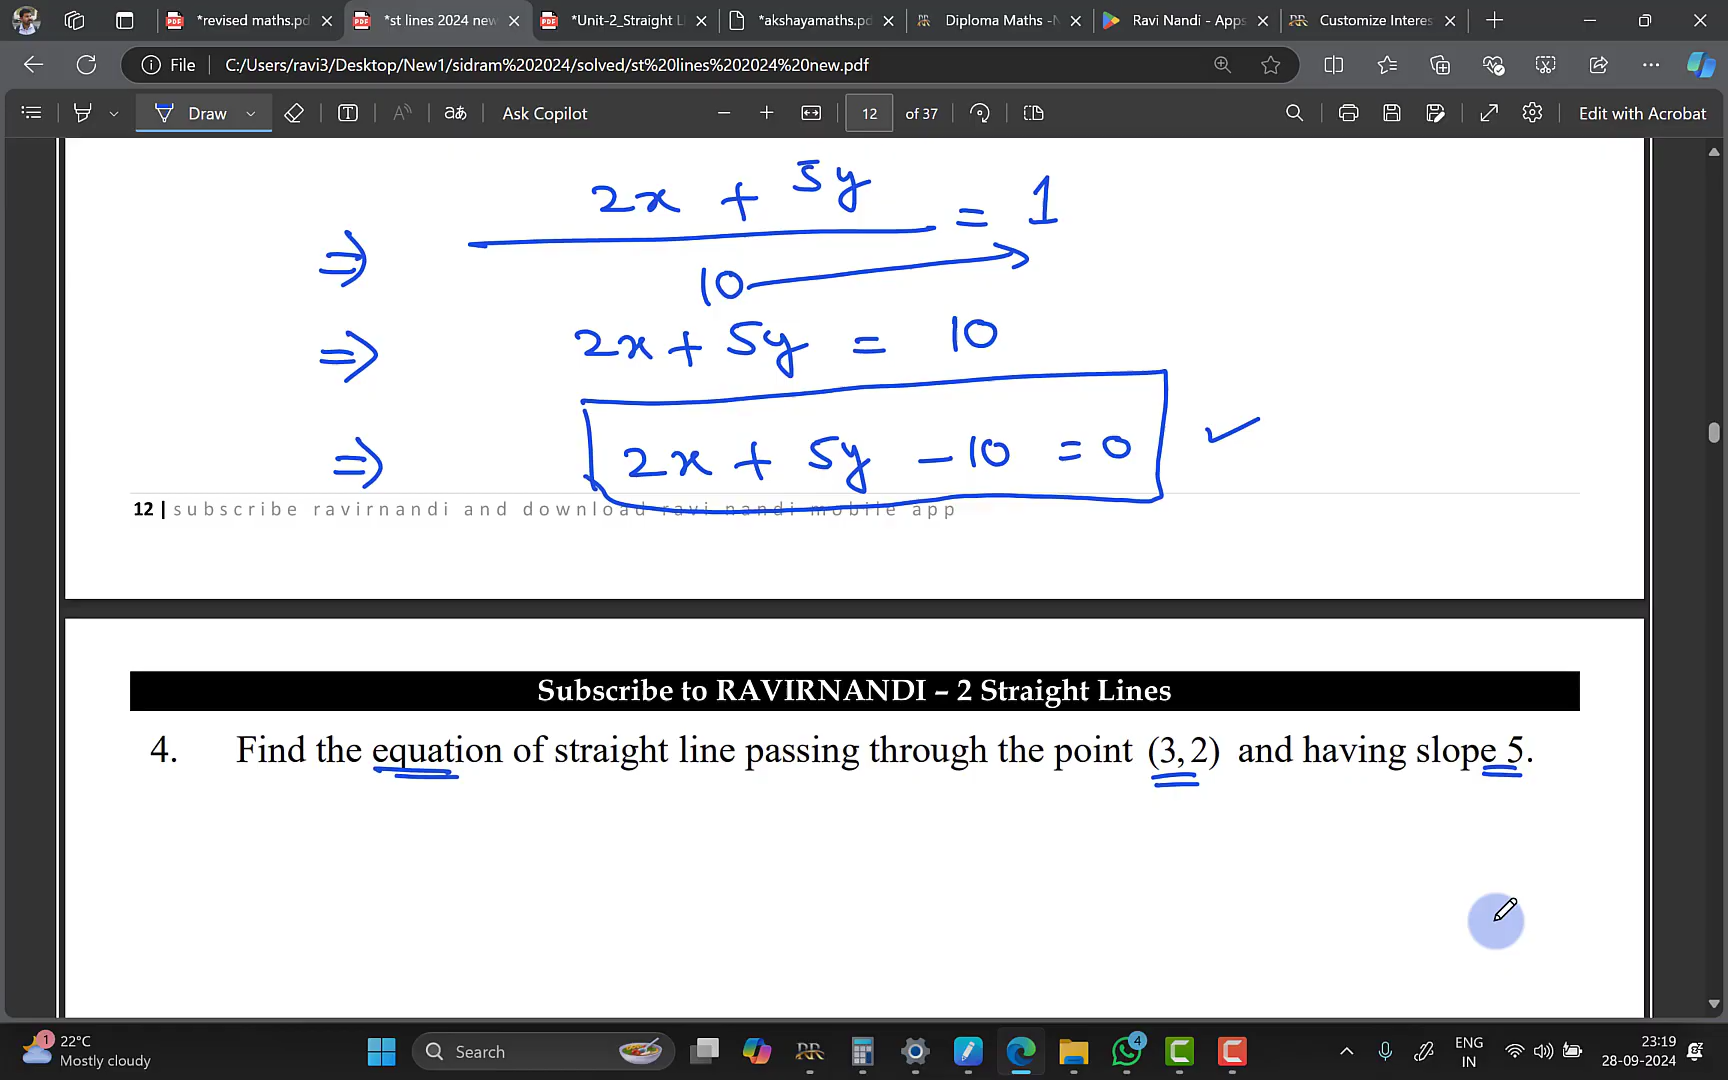 *revised maths.pd
*st lines 2024 new
*Unit-2_Straight L
*akshayamaths.pd
Diploma Maths -N
Ravi Nandi - Apps
Customize Interes
File C:/Users/ravi3/Desktop/New1/sidram%202024/solved/st%20lines%202024%20new.pdf
Draw Ask Copilot 12 of 37 Edit with Acrobat
⇒ 2x + 5y = 1
10
⇒ 2x + 5y = 10
⇒ 2x + 5y - 10 = 0 ✓
12 | subscribe ravirnandi and download ravi nandi mobile app
Subscribe to RAVIRNANDI – 2 Straight Lines
4. Find the equation of straight line passing through the point (3, 2) and having slope 5.
1 22°C
Mostly cloudy
Search
4
ENG
IN
23:19
28-09-2024